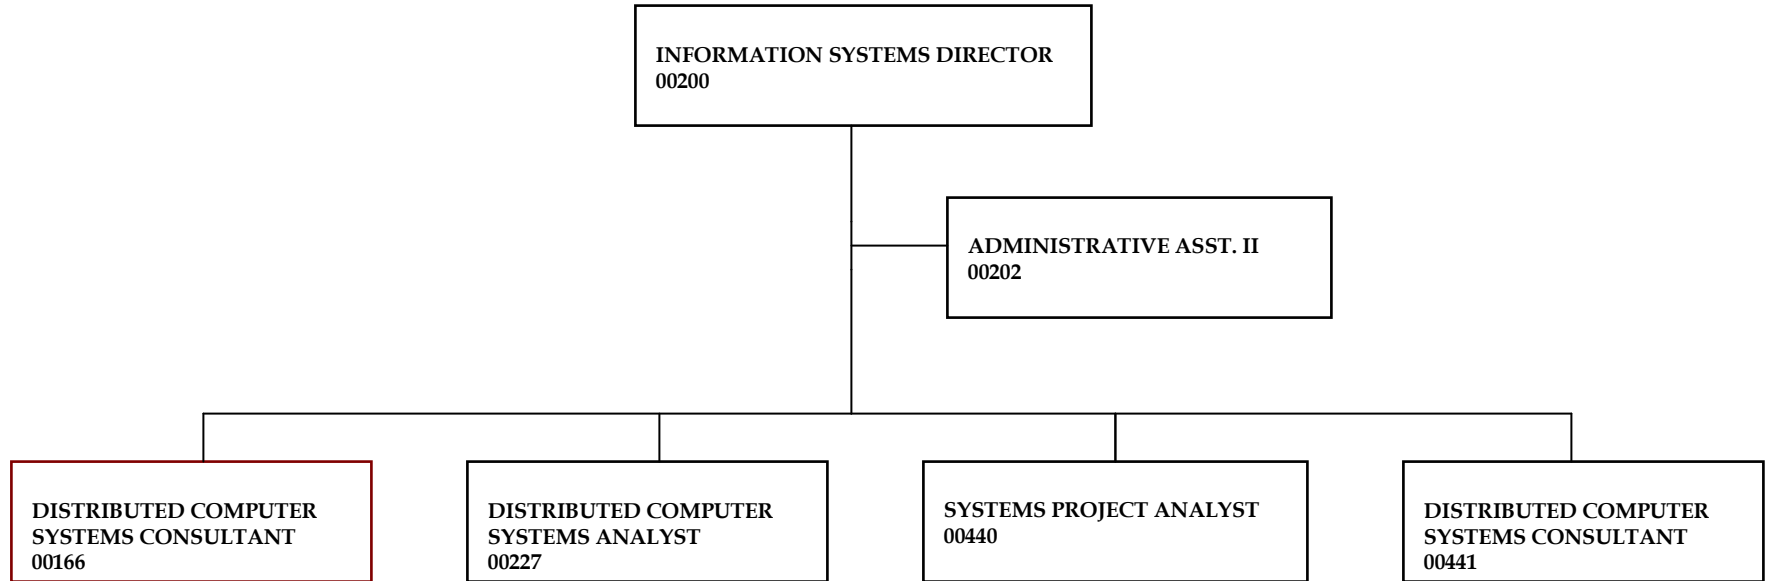 INFORMATION SYSTEMS DIRECTOR
00200
ADMINISTRATIVE ASST. II
00202
DISTRIBUTED COMPUTER
SYSTEMS CONSULTANT
00166
DISTRIBUTED COMPUTER
SYSTEMS ANALYST
00227
SYSTEMS PROJECT ANALYST
00440
DISTRIBUTED COMPUTER
SYSTEMS CONSULTANT
00441